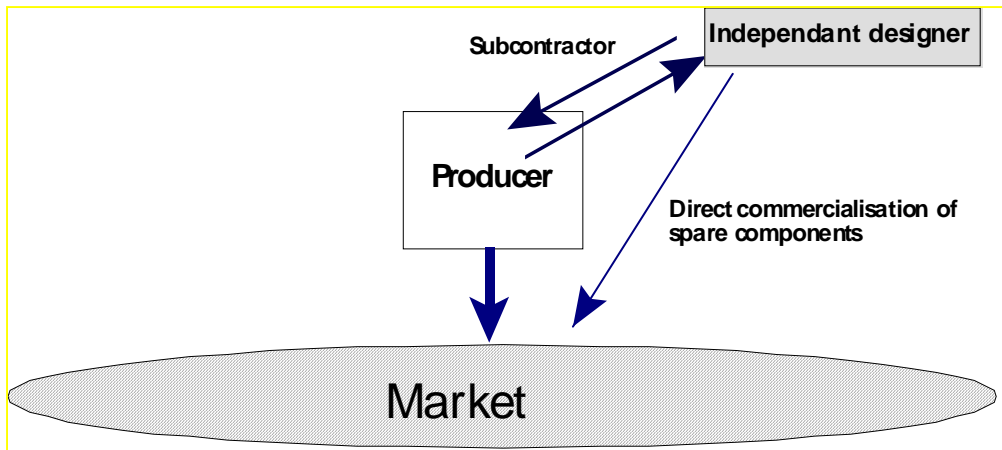 Independant designer
Subcontractor
Producer
Direct commercialisation of
spare components
Market